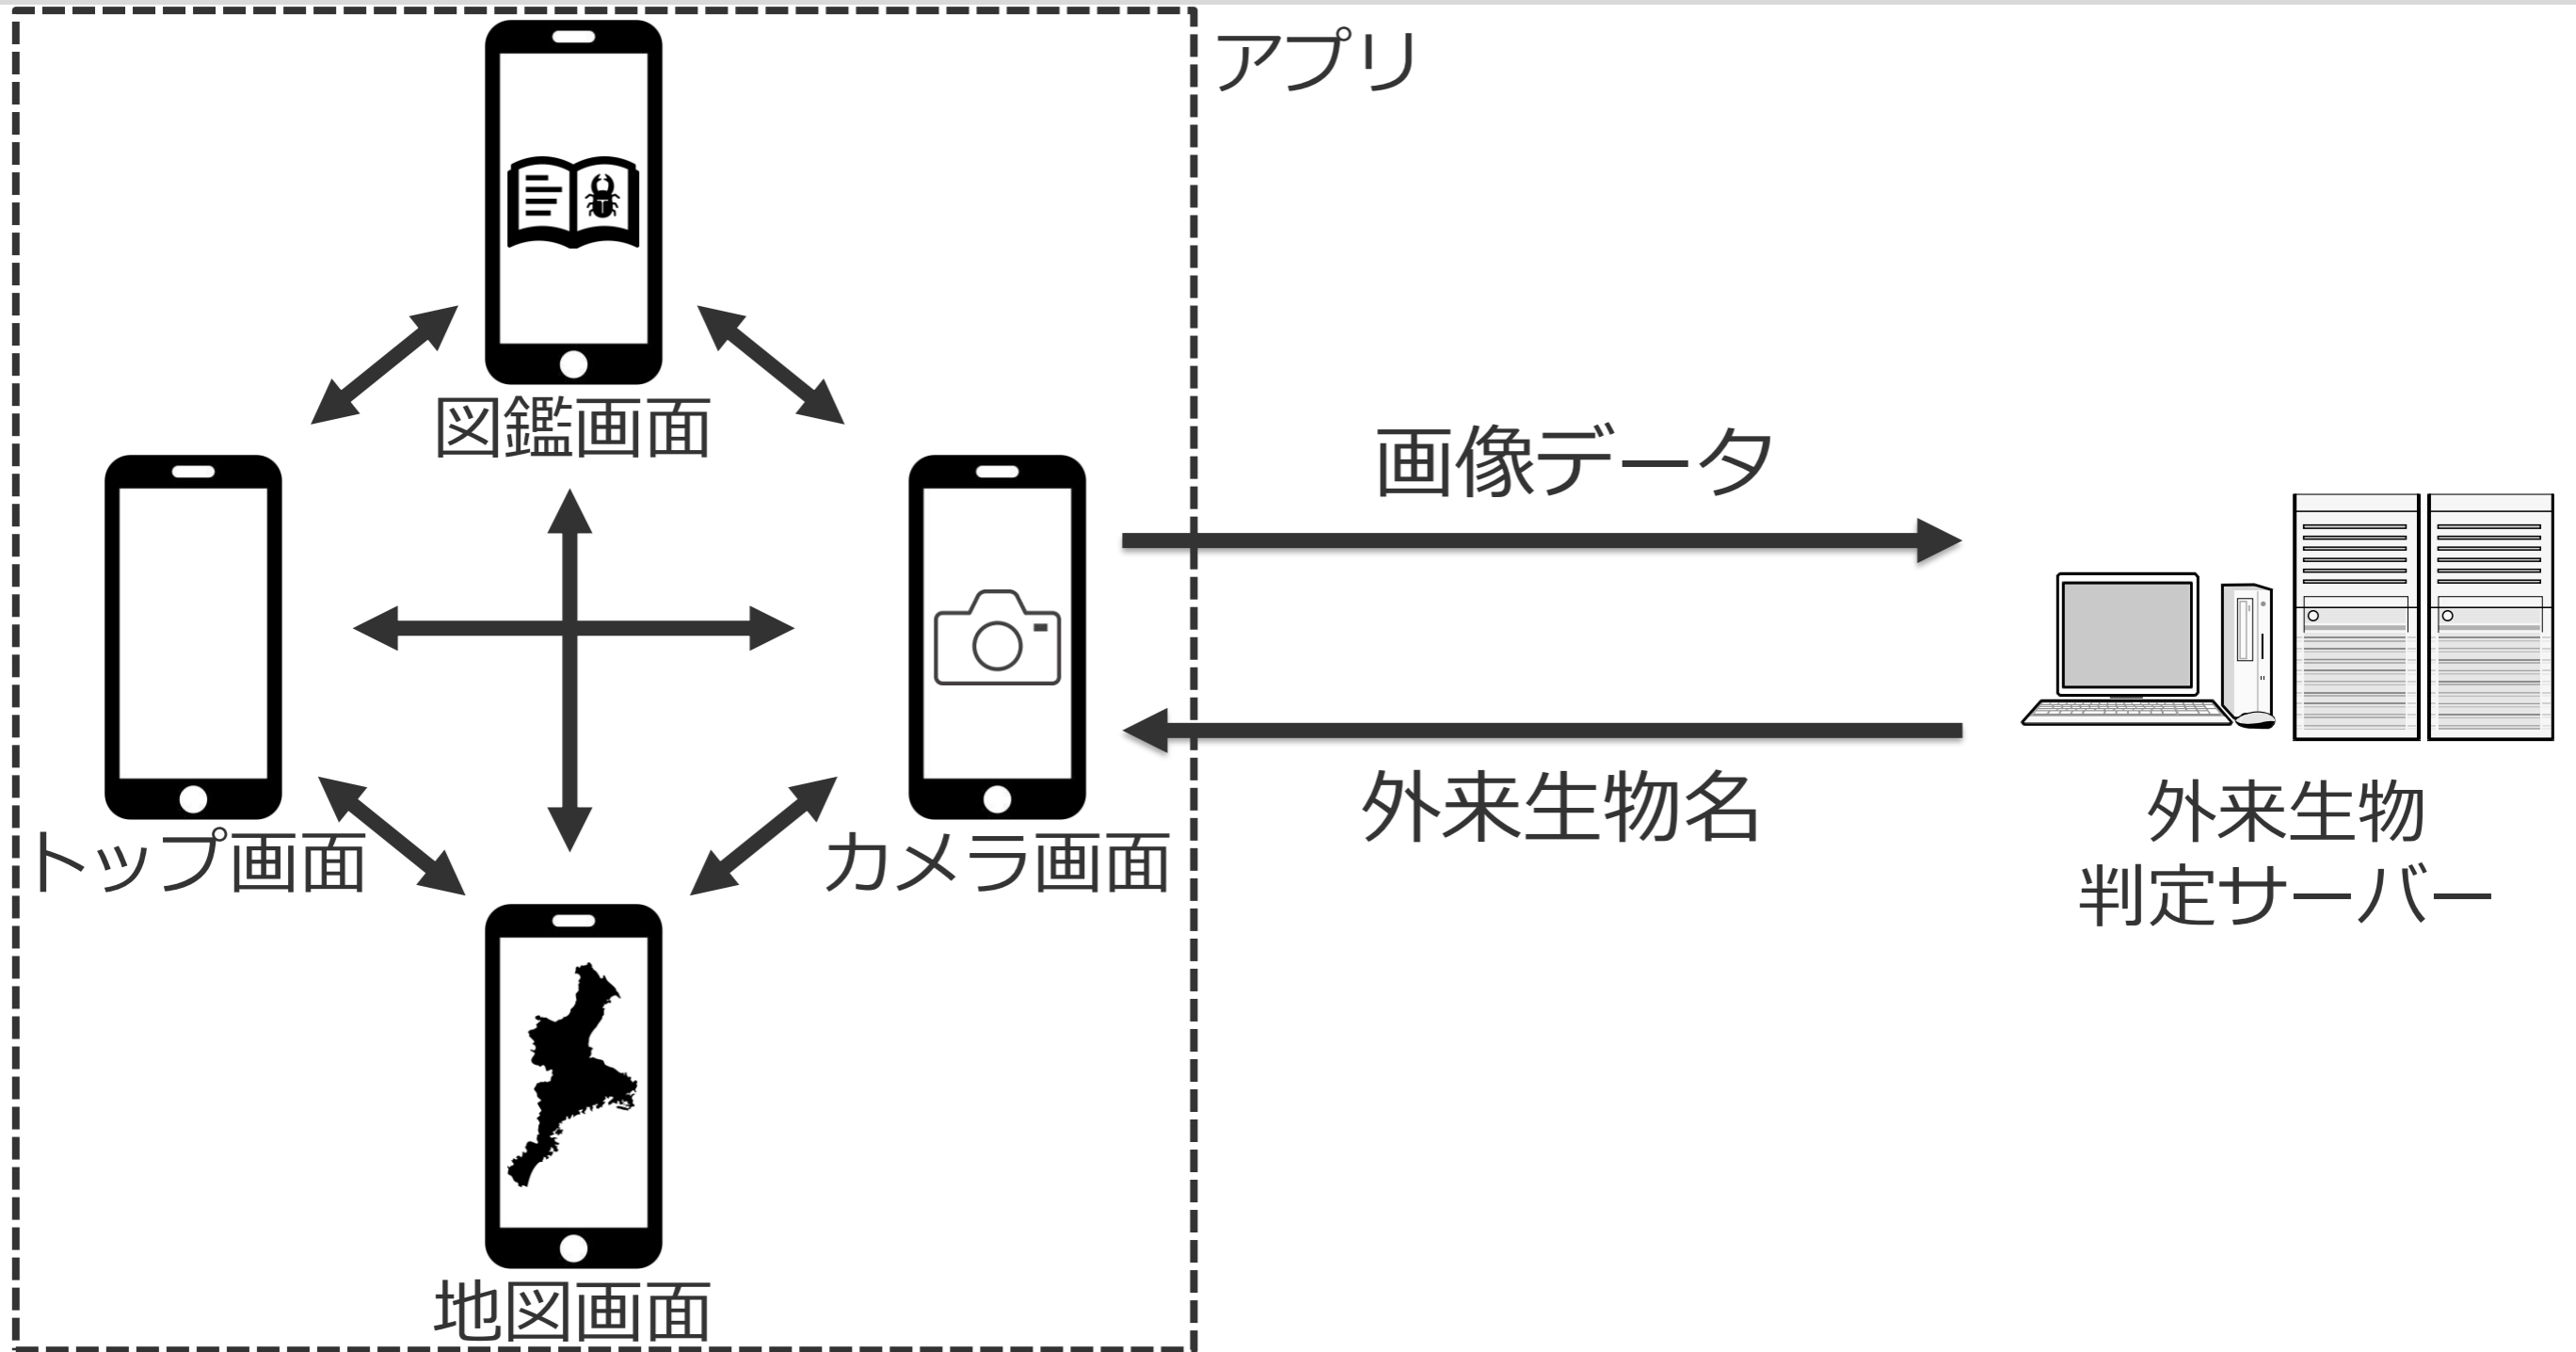 アプリ
図鑑画面
画像データ
トップ画面
カメラ画面
外来生物名
外来生物
判定サーバー
地図画面